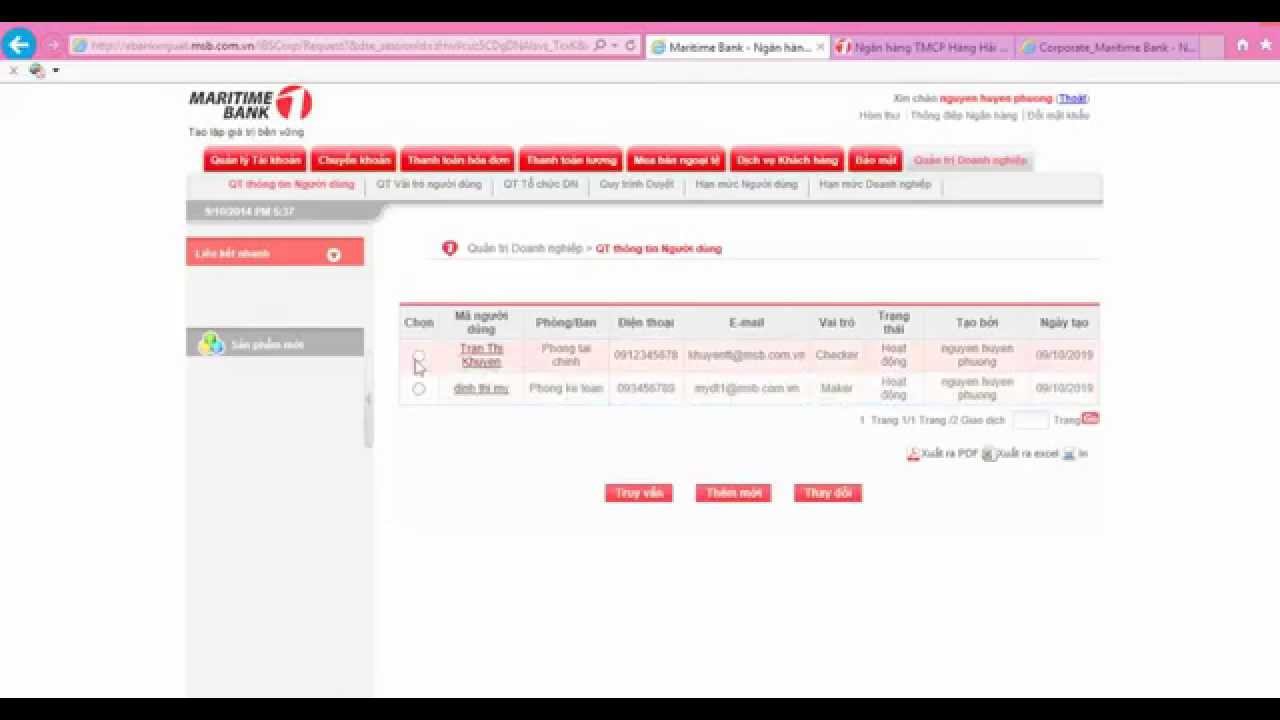 msb.com.vn
Maritime Bank - Ngân hàn...
Ngân hàng TMCP Hàng Hải ...
Corporate_Maritime Bank - N...
MARITIME
BANK
Tạo lập giá trị bền vững
Xin chào nguyen huyen phuong (Thoát)
Hòm thư | Thông điệp Ngân hàng | Đổi mật khẩu
Quản lý Tài khoản
Chuyển khoản
Thanh toán hóa đơn
Thanh toán lương
Mua bán ngoại tệ
Dịch vụ Khách hàng
Bảo mật
Quản trị Doanh nghiệp
QT thông tin Người dùng
QT Vai trò người dùng
QT Tổ chức DN
Quy trình Duyệt
Hạn mức Người dùng
Hạn mức Doanh nghiệp
9/10/2014 PM 5:37
Liên kết nhanh
Sản phẩm mới
Quản trị Doanh nghiệp > QT thông tin Người dùng
Chọn
Mã người
dùng
Phòng/Ban
Điện thoại
E-mail
Vai trò
Trạng
thái
Tạo bởi
Ngày tạo
Tran Thi
Khuyen
Phong tai
chinh
0912345678
khuyentt@msb.com.vn
Checker
Hoạt
động
nguyen huyen
phuong
09/10/2019
dinh thi my
Phong ke toan
093456789
mydt1@msb.com.vn
Maker
Hoạt
động
nguyen huyen
phuong
09/10/2019
1 Trang 1/1 Trang /2 Giao dịch
Trang Go
Xuất ra PDF Xuất ra excel In
Truy vấn
Thêm mới
Thay đổi